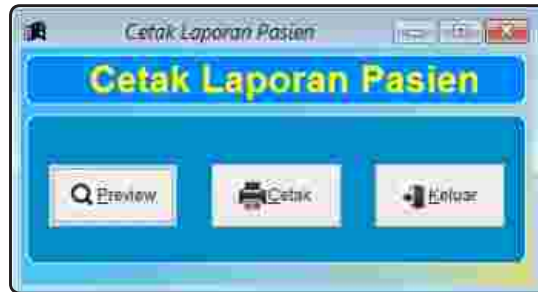 Cetak Laporan Pasien
Cetak Laporan Pasien
Preview
Cetak
Keluar